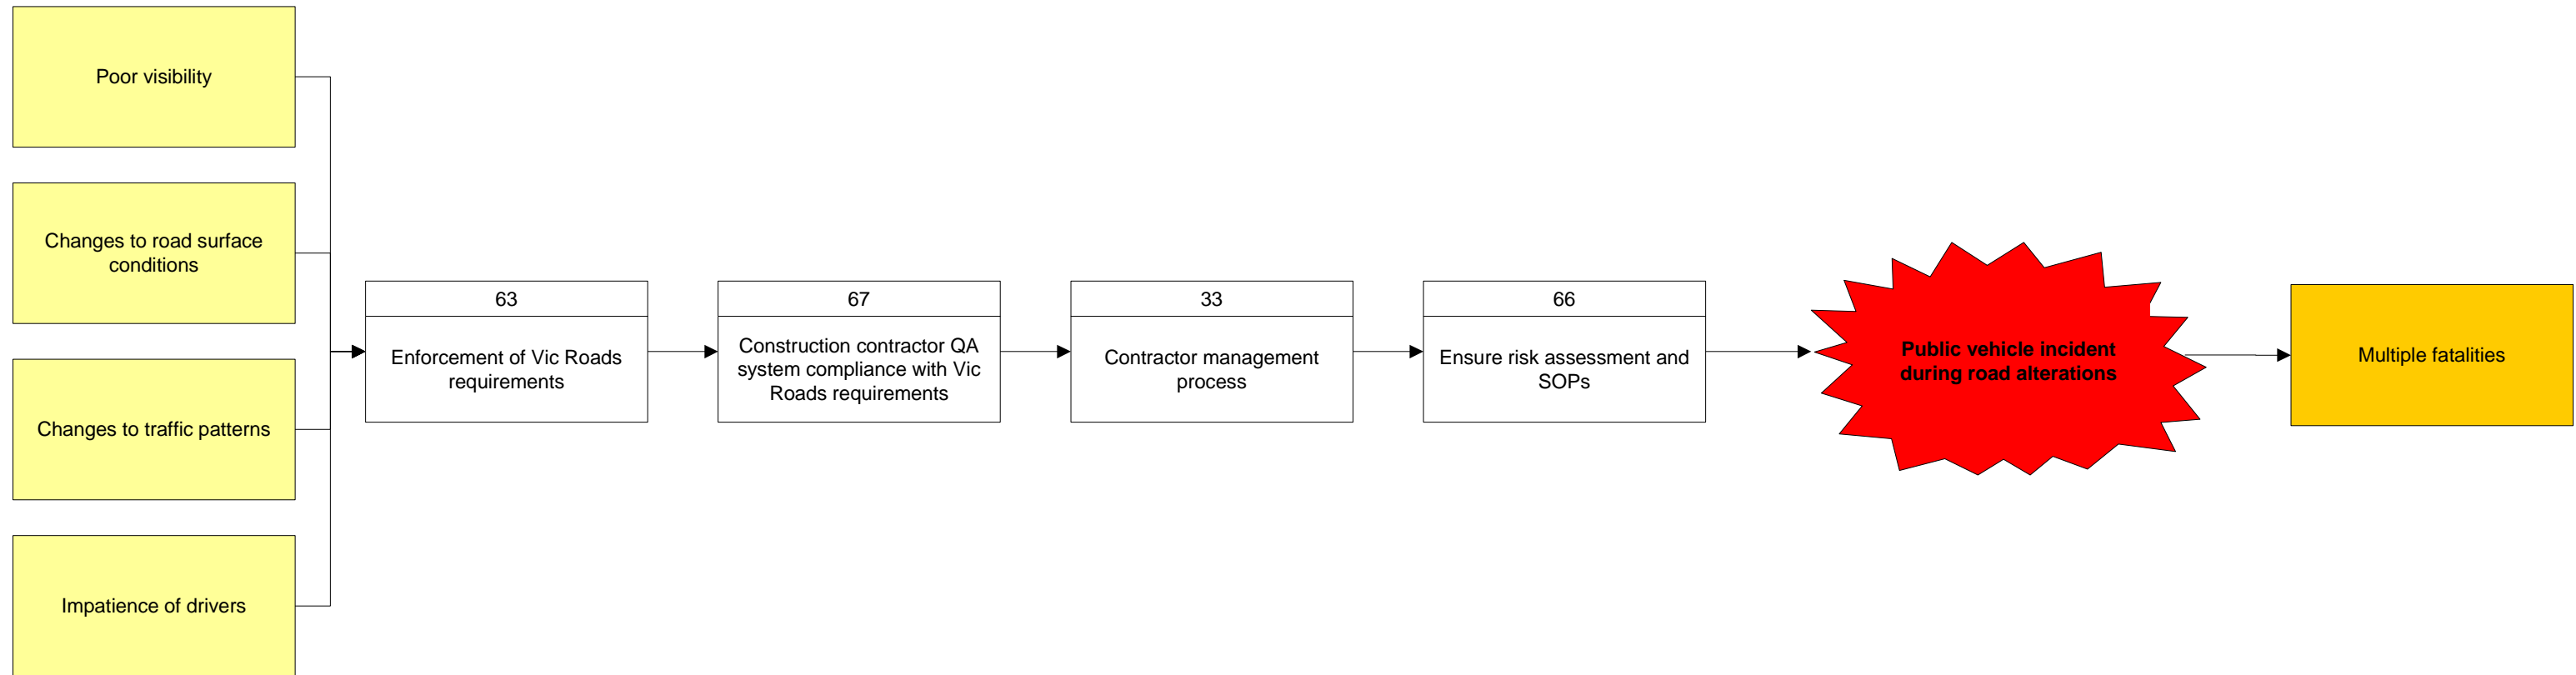 Poor visibility
Changes to road surface
conditions
Changes to traffic patterns
Impatience of drivers
63
Enforcement of Vic Roads
requirements
67
Construction contractor QA
system compliance with Vic
Roads requirements
33
Contractor management
process
66
Ensure risk assessment and
SOPs
Public vehicle incident
during road alterations
Multiple fatalities